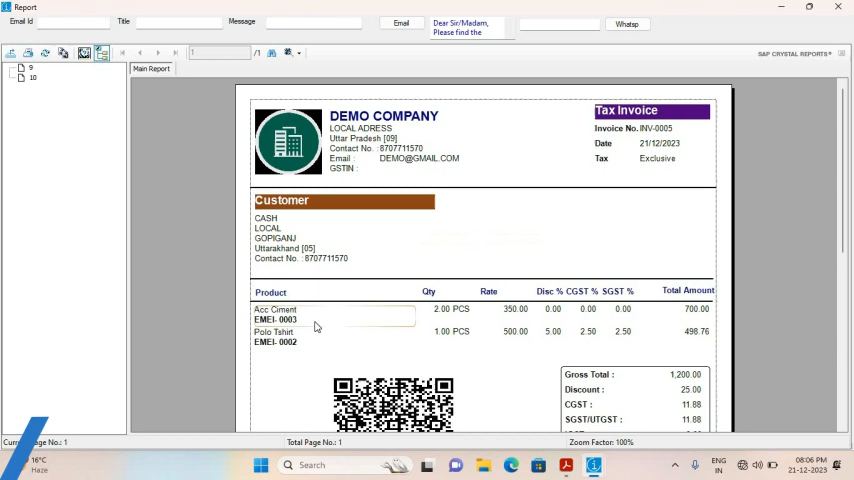 Report
Email Id Title Message Email Dear Sir/Madam, Whatsp
Please find the
1 /1 SAP CRYSTAL REPORTS®
Main Report
9
10
DEMO COMPANY
LOCAL ADRESS
Uttar Pradesh [09]
Contact No. : 8707711570
Email : DEMO@GMAIL.COM
GSTIN :
Tax Invoice
Invoice No. INV-0005
Date 21/12/2023
Tax Exclusive
Customer
CASH
LOCAL
GOPIGANJ
Uttarakhand [05]
Contact No. : 8707711570
Product Qty Rate Disc % CGST % SGST % Total Amount
Acc Ciment 2.00 PCS 350.00 0.00 0.00 0.00 700.00
EMEI- 0003
Polo Tshirt 1.00 PCS 500.00 5.00 2.50 2.50 498.76
EMEI- 0002
Gross Total : 1,200.00
Discount : 25.00
CGST : 11.88
SGST/UTGST : 11.88
Total Page No.: 1 Zoom Factor: 100%
16°C
Haze
Search
ENG
IN
08:06 PM
21-12-2023